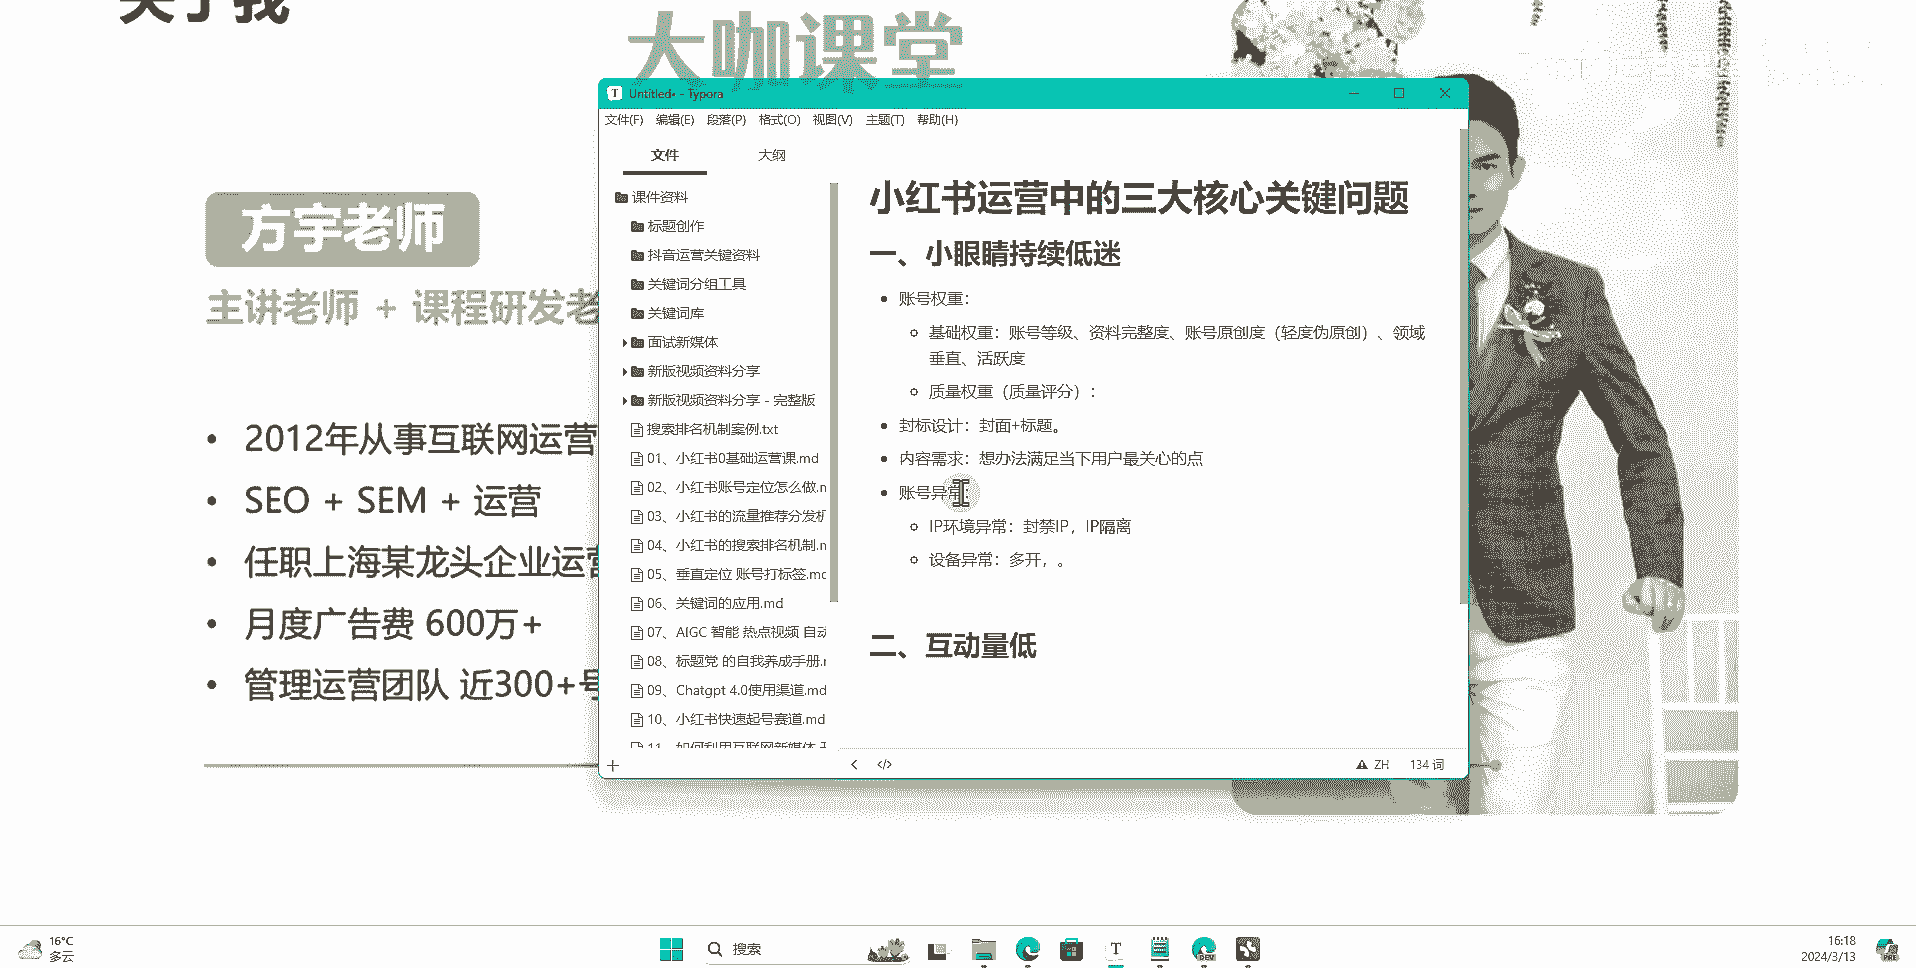 关于我
大咖课堂
方宇老师
主讲老师 + 课程研发老
2012年从事互联网运营
SEO + SEM + 运营
任职上海某龙头企业运营
月度广告费 600万+
管理运营团队 近300+号
Untitled• - Typora
文件(F) 编辑(E) 段落(P) 格式(O) 视图(V) 主题(T) 帮助(H)
文件 大纲
课件资料
标题创作
抖音运营关键资料
关键词分组工具
关键词库
面试新媒体
新版视频资料分享
新版视频资料分享 - 完整版
搜索排名机制案例.txt
01、小红书0基础运营课.md
02、小红书账号定位怎么做.m
03、小红书的流量推荐分发机
04、小红书的搜索排名机制.m
05、垂直定位 账号打标签.md
06、关键词的应用.md
07、AIGC 智能 热点视频 自动
08、标题党 的自我养成手册.m
09、Chatgpt 4.0使用渠道.md
10、小红书快速起号赛道.md
11、如何利用互联网新媒体
小红书运营中的三大核心关键问题
一、小眼睛持续低迷
账号权重：
基础权重：账号等级、资料完整度、账号原创度（轻度伪原创）、领域
垂直、活跃度
质量权重（质量评分）：
封标设计：封面+标题。
内容需求：想办法满足当下用户最关心的点
账号异常：
IP环境异常：封禁IP，IP隔离
设备异常：多开，。
二、互动量低
ZH 134 词
16°C
多云
搜索
DEV
16:18
2024/3/13
PRE